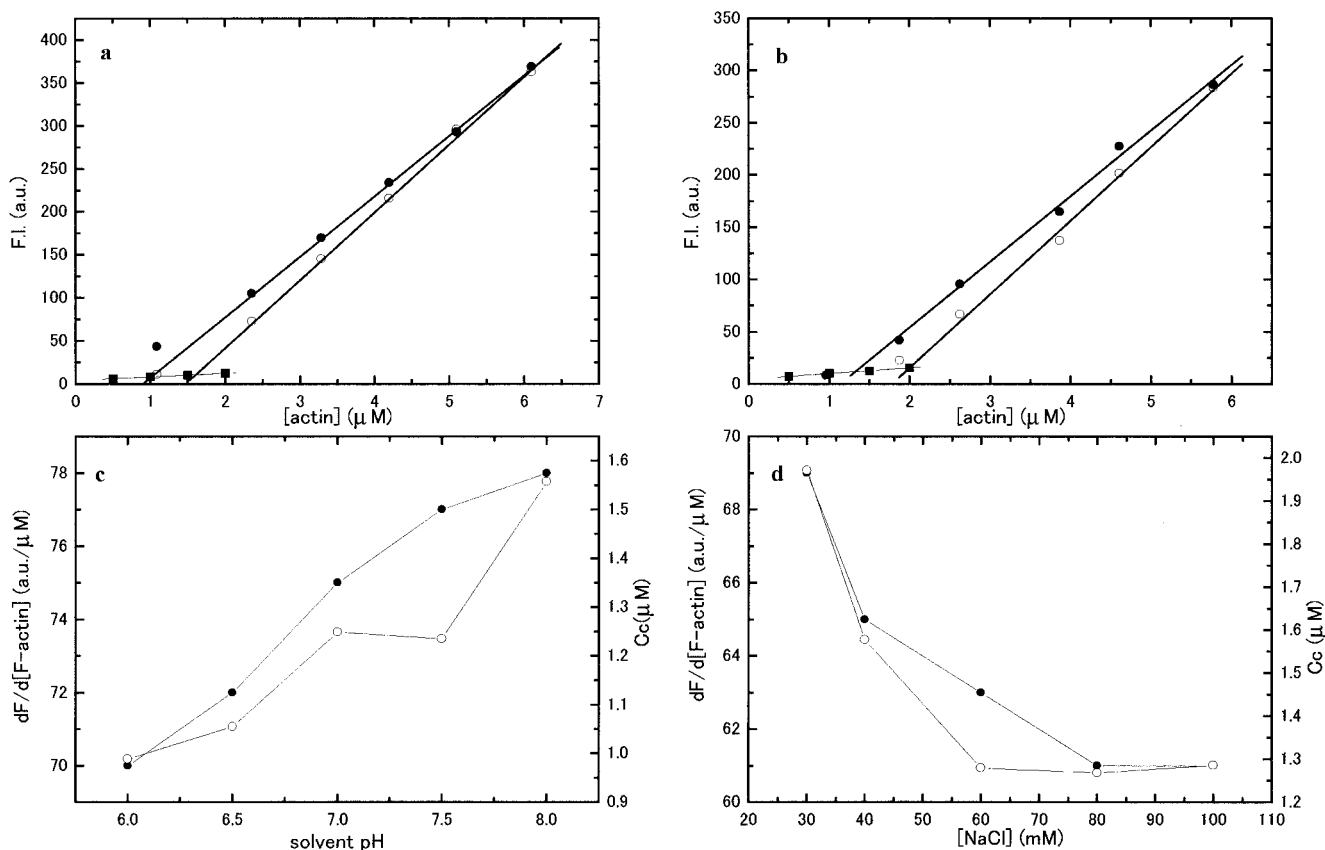 a
F.I. (a.u.)
400
350
300
250
200
150
100
50
0
0 1 2 3 4 5 6 7
[actin] (μ M)
b
F.I. (a.u.)
350
300
250
200
150
100
50
0
0 1 2 3 4 5 6
[actin] (μ M)
c
dF/d[F-actin] (a.u./μM)
78
76
74
72
70
Cc(μM)
1.6
1.5
1.4
1.3
1.2
1.1
1.0
0.9
6.0 6.5 7.0 7.5 8.0
solvent pH
d
dF/d[F-actin] (a.u./μM)
70
68
66
64
62
60
Cc (μM)
2.0
1.9
1.8
1.7
1.6
1.5
1.4
1.3
1.2
20 30 40 50 60 70 80 90 100 110
[NaCl] (mM)